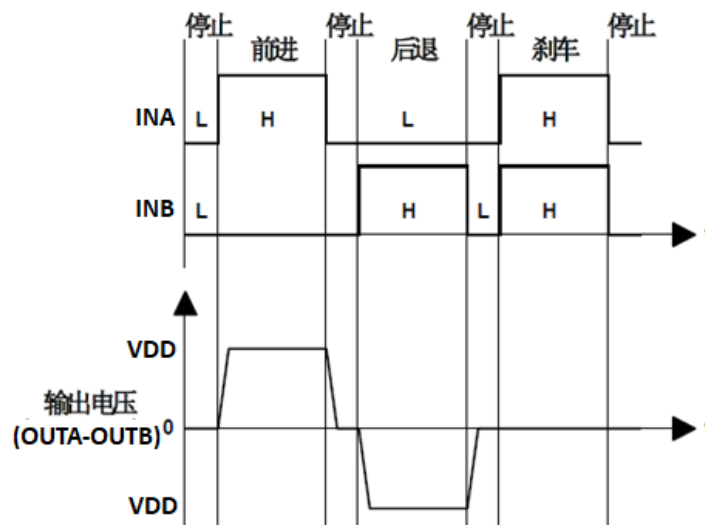 停止 停止 停止 停止
前进 后退 刹车
INA L H L H
INB L H L H
VDD
输出电压
(OUTA-OUTB) 0
VDD